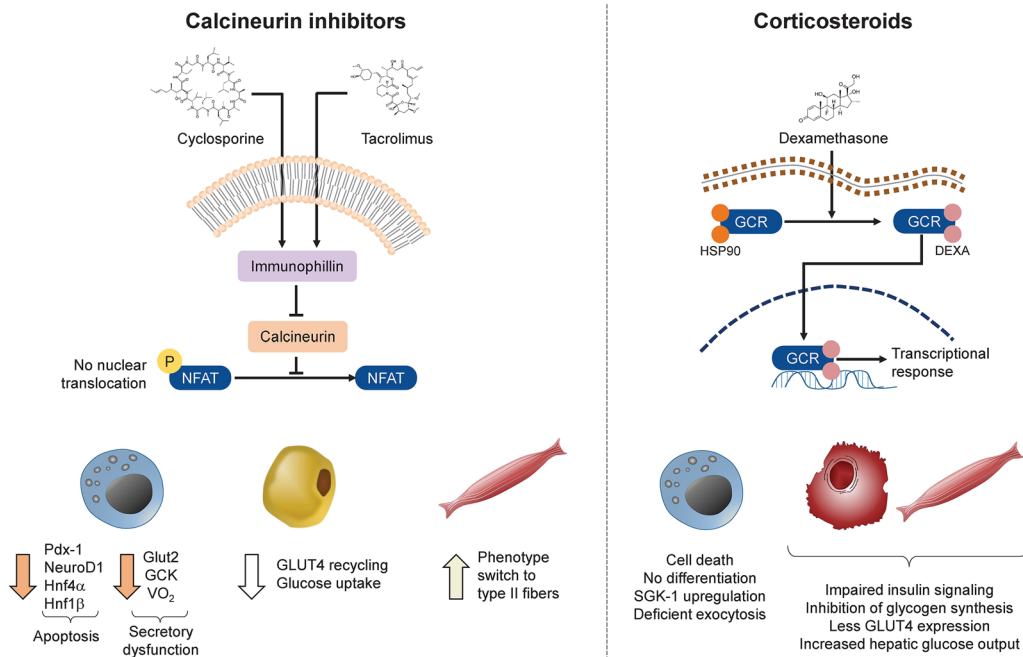 Calcineurin inhibitors
Cyclosporine
Tacrolimus
Immunophillin
Calcineurin
No nuclear
translocation
P
NFAT
NFAT
Pdx-1
NeuroD1
Hnf4α
Hnf1β
Apoptosis
Glut2
GCK
VO₂
Secretory
dysfunction
GLUT4 recycling
Glucose uptake
Phenotype
switch to
type II fibers
Corticosteroids
Dexamethasone
GCR
HSP90
GCR
DEXA
GCR
Transcriptional
response
Cell death
No differentiation
SGK-1 upregulation
Deficient exocytosis
Impaired insulin signaling
Inhibition of glycogen synthesis
Less GLUT4 expression
Increased hepatic glucose output